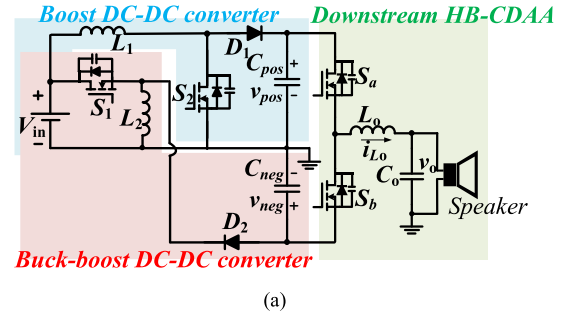 Boost DC-DC converter
Downstream HB-CDAA
L1
D1
Cpos
+
vpos
-
S1
S2
L2
+
Vin
-
Sa
Lo
iLo
Co
vo
Speaker
Cneg
-
vneg
+
Sb
D2
Buck-boost DC-DC converter
(a)